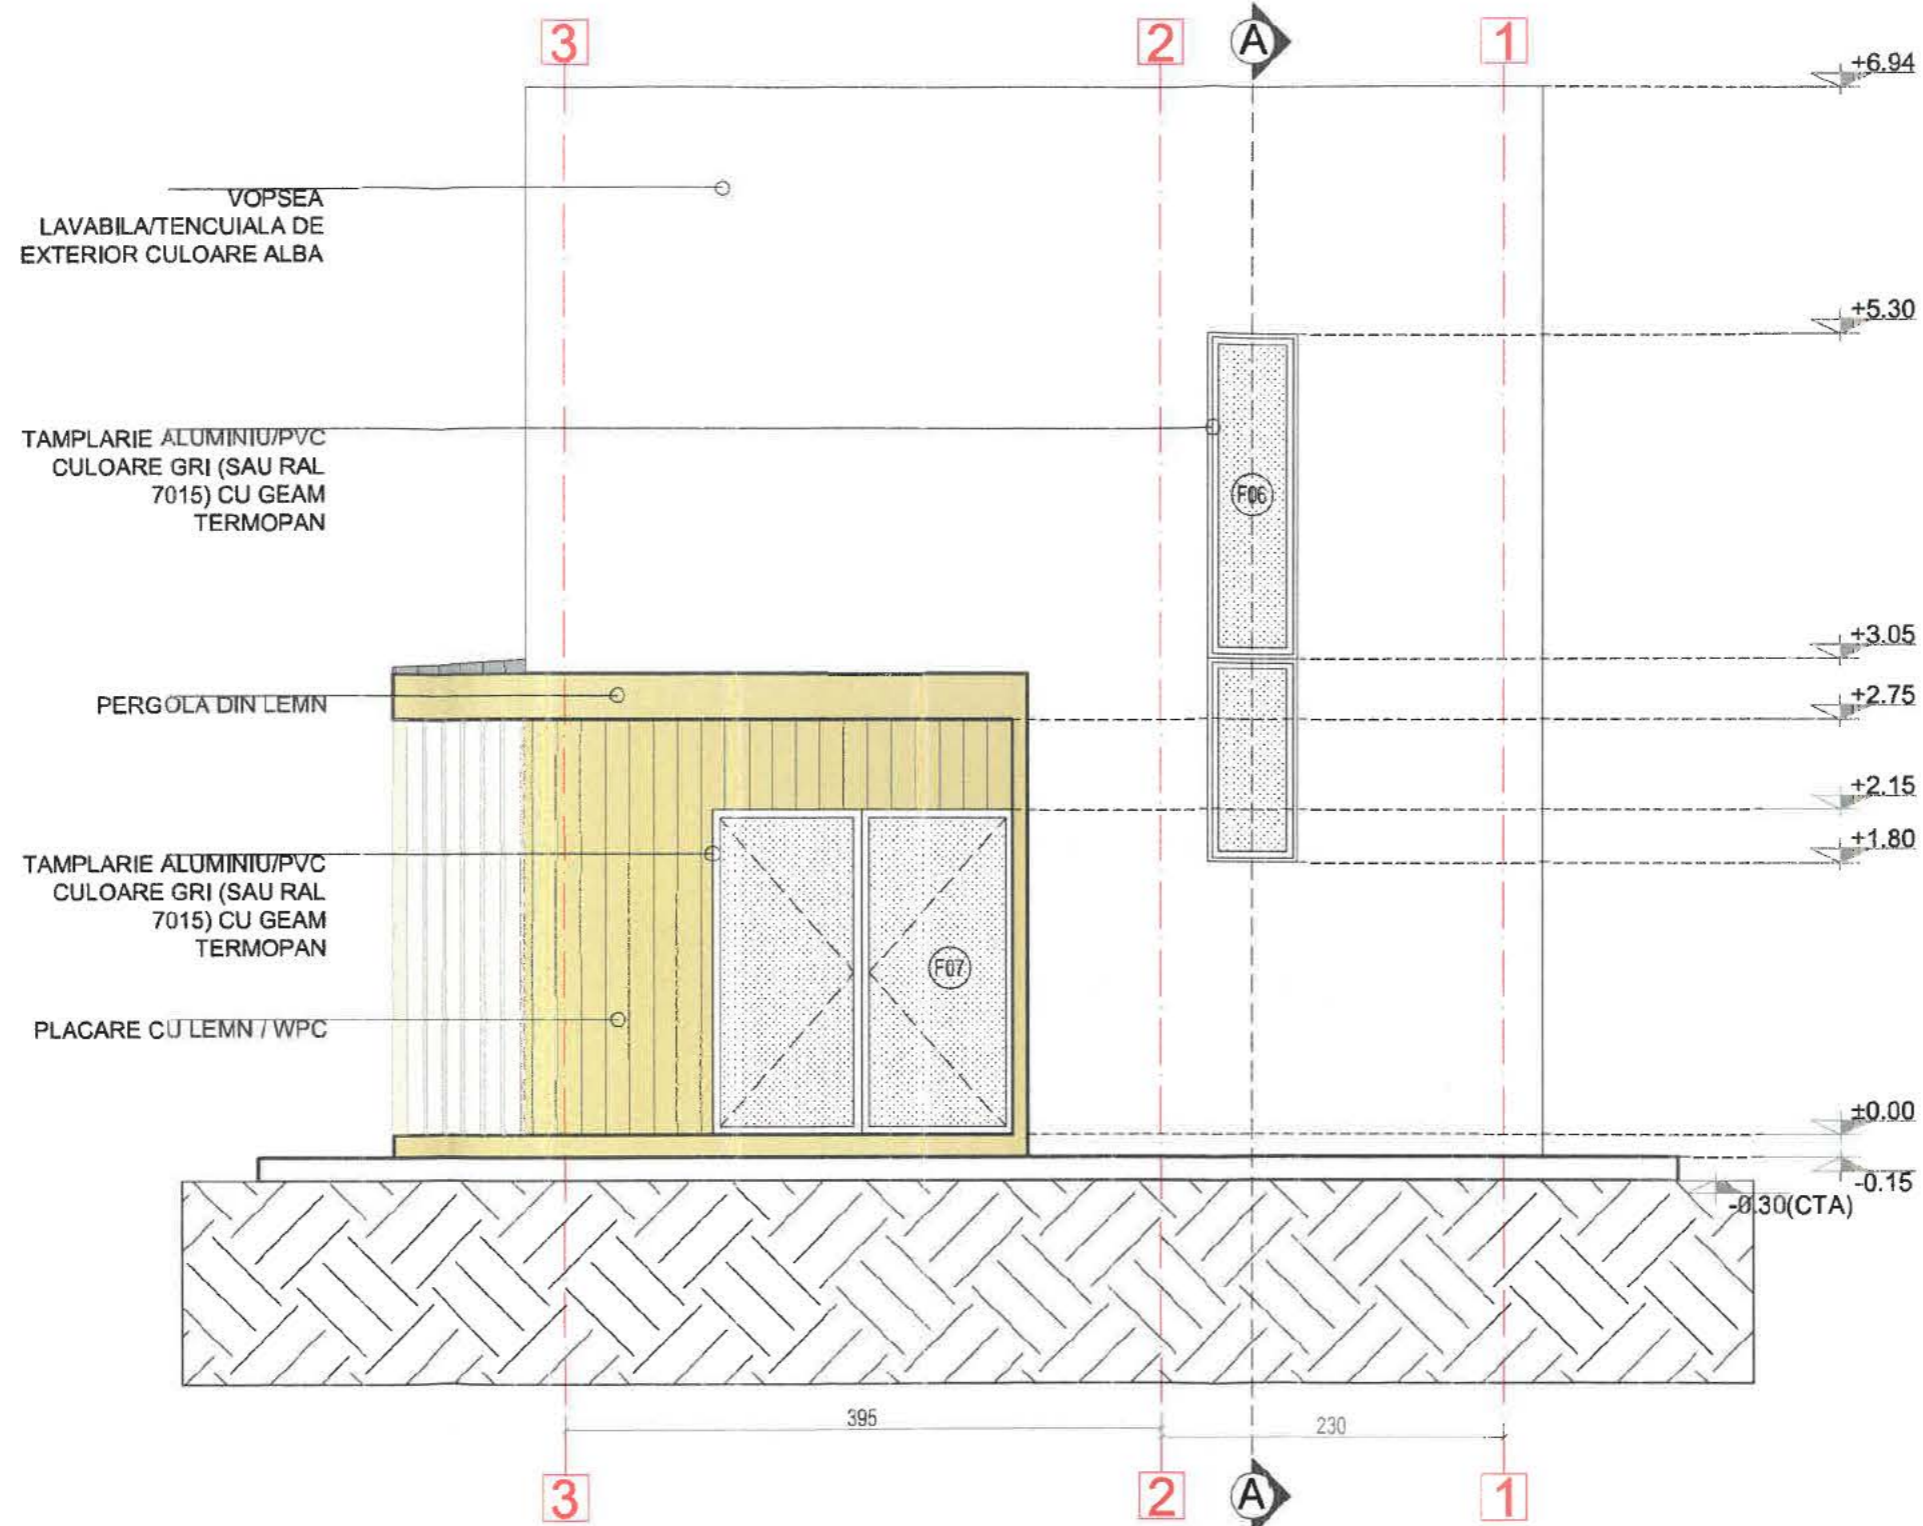 3
2
A
1
+6.94
VOPSEA
LAVABILA/TENCUIALA DE
EXTERIOR CULOARE ALBA
+5.30
TAMPLARIE ALUMINIU/PVC
CULOARE GRI (SAU RAL
7015) CU GEAM
TERMOPAN
F06
+3.05
PERGOLA DIN LEMN
+2.75
+2.15
+1.80
TAMPLARIE ALUMINIU/PVC
CULOARE GRI (SAU RAL
7015) CU GEAM
TERMOPAN
F07
PLACARE CU LEMN / WPC
±0.00
-0.15
-0.30(CTA)
395
230
3
2
A
1